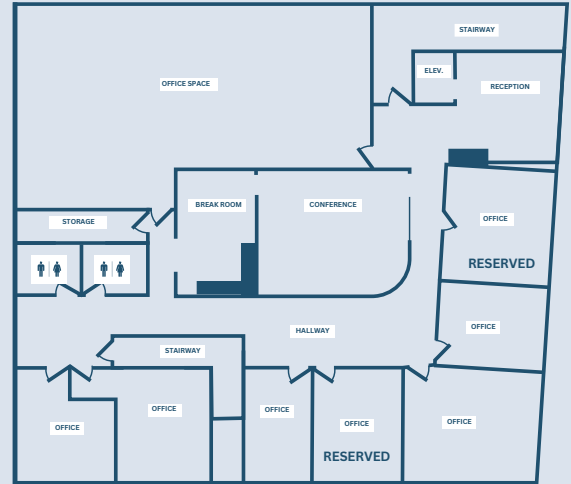 STAIRWAY
ELEV.
OFFICE SPACE
RECEPTION
BREAK ROOM
CONFERENCE
STORAGE
OFFICE
RESERVED
OFFICE
HALLWAY
STAIRWAY
OFFICE
OFFICE
OFFICE
OFFICE
OFFICE
RESERVED